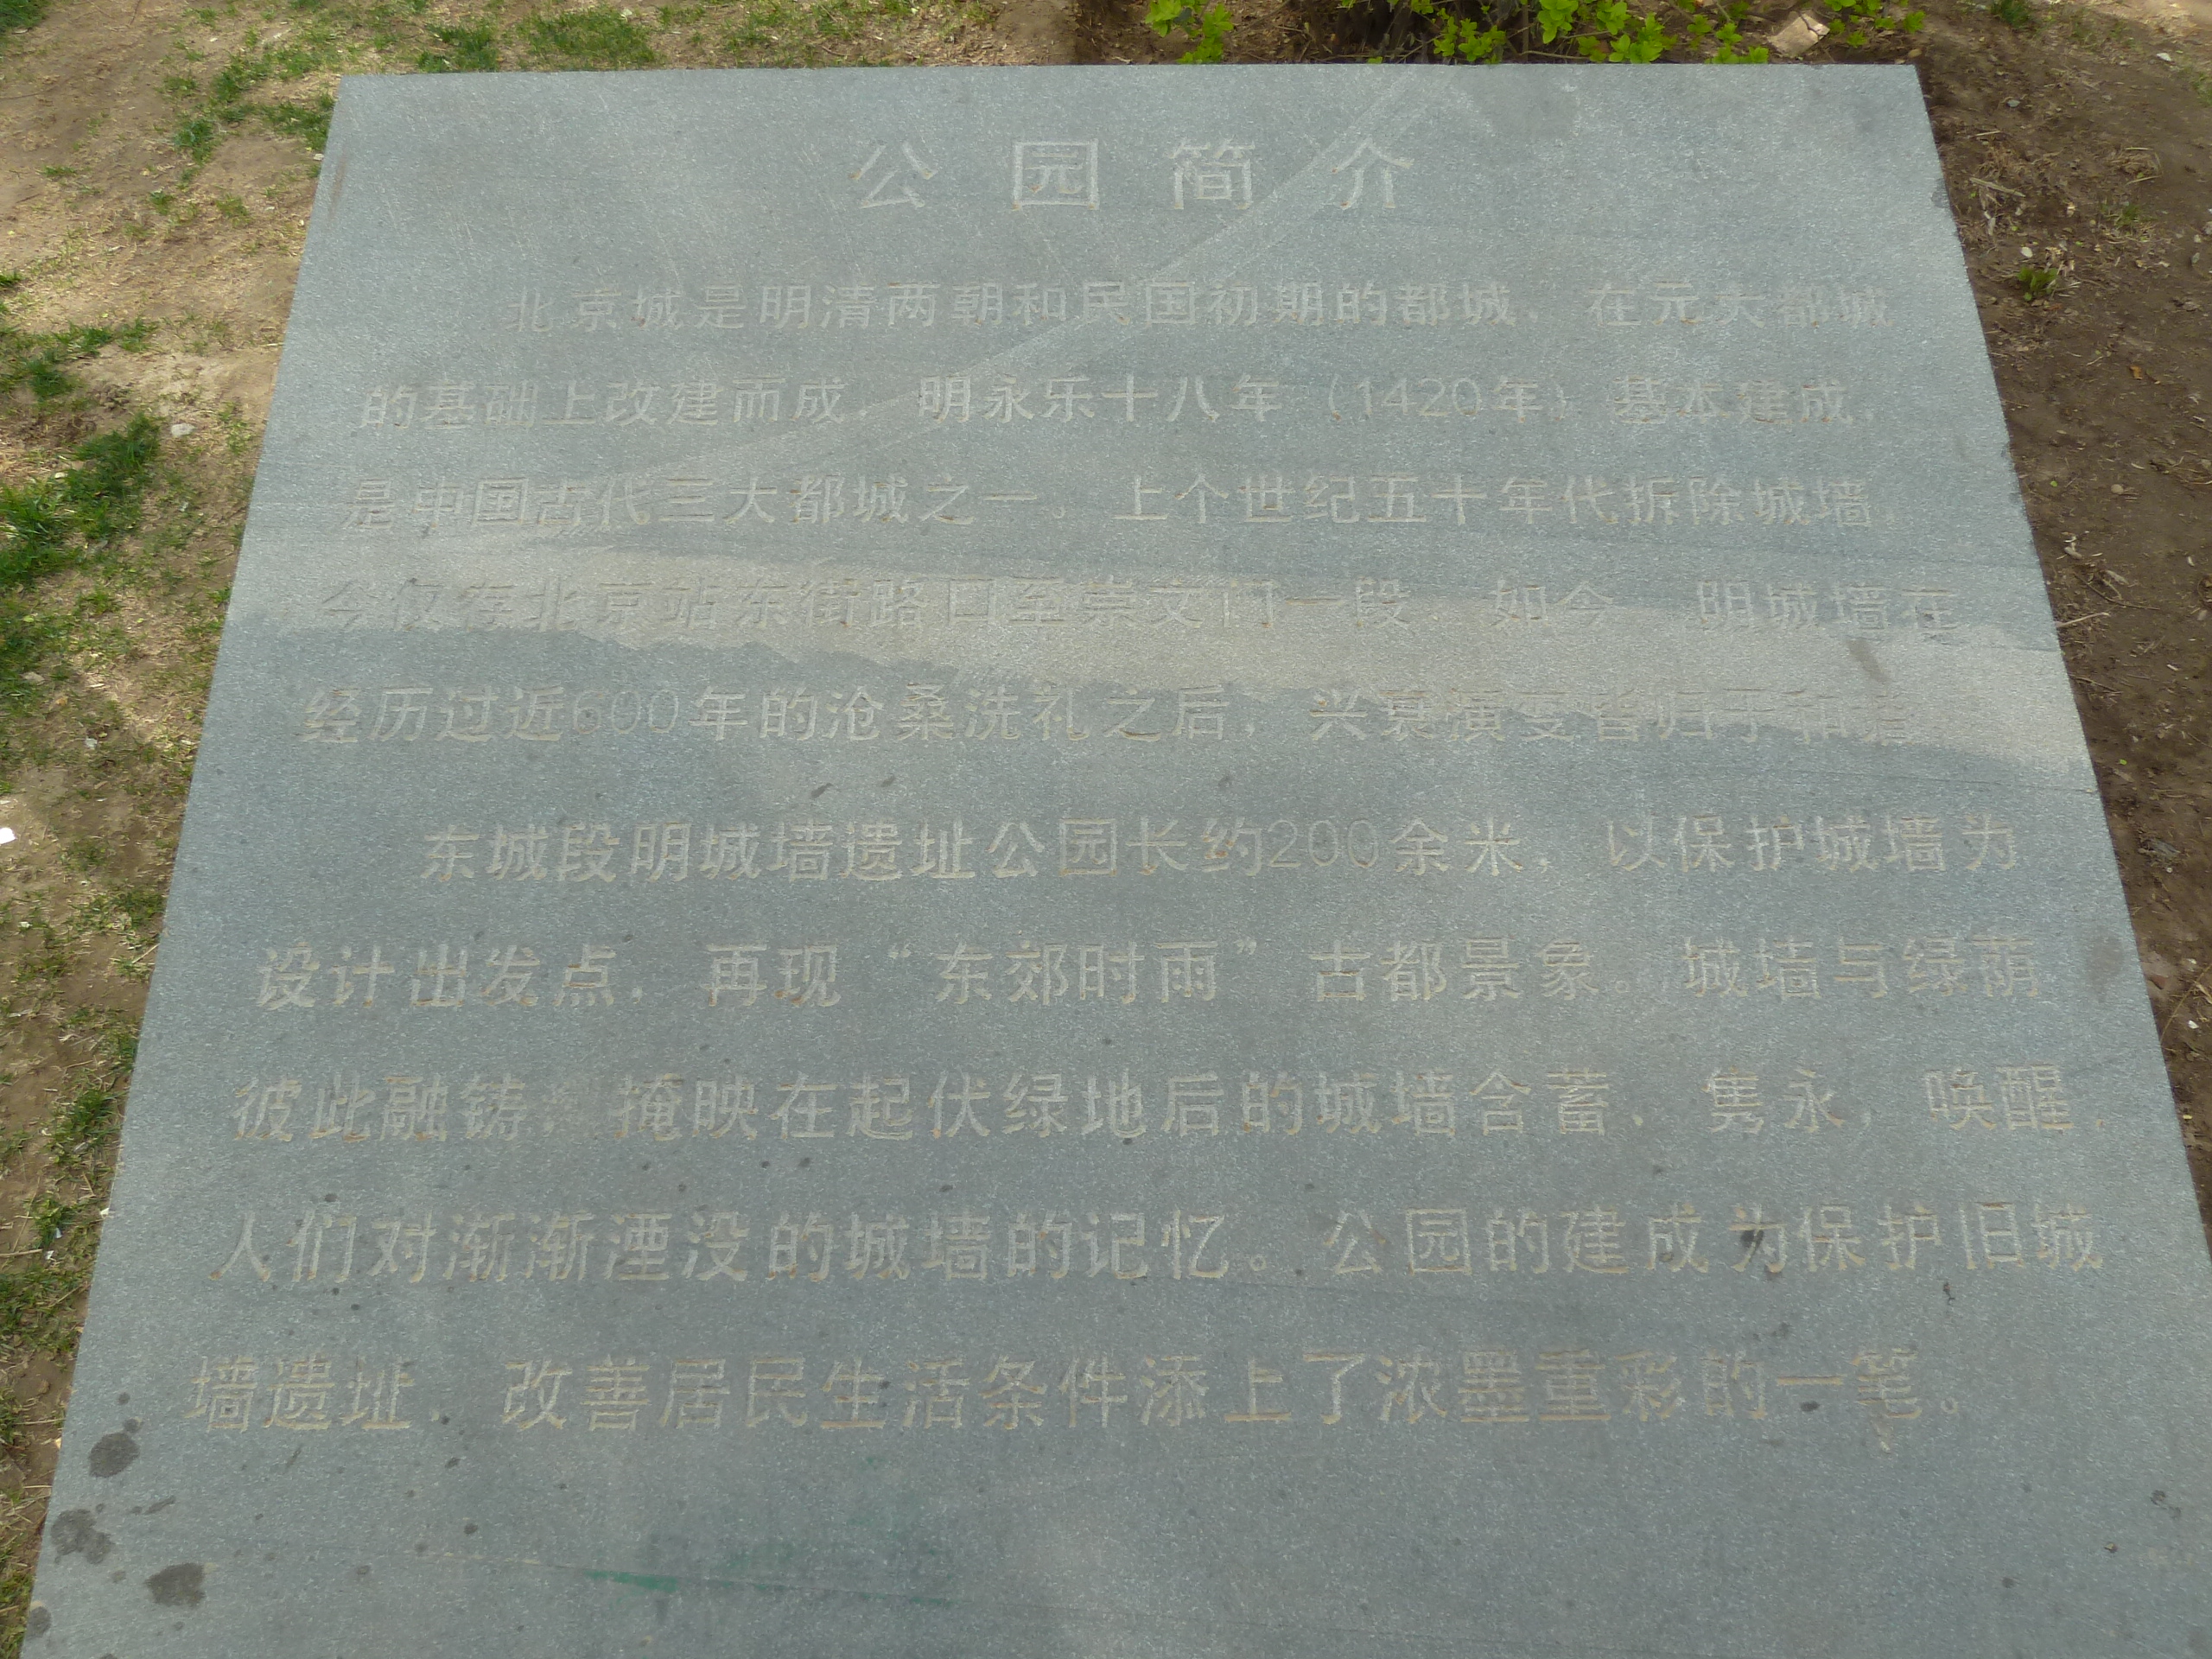 公园简介
北京城是明清两朝和民国初期的都城，在元大都城
的基础上改建而成，明永乐十八年（1420年）基本建成，
是中国古代三大都城之一。上个世纪五十年代拆除城墙，
今仅存北京站东街路口至崇文门一段。如今，明城墙在
经历过近600年的沧桑洗礼之后，兴衰演变皆归于和谐。
东城段明城墙遗址公园长约200余米，以保护城墙为
设计出发点，再现“东郊时雨”古都景象。城墙与绿荫
彼此融铸，掩映在起伏绿地后的城墙含蓄，隽永，唤醒，
人们对渐渐湮没的城墙的记忆。公园的建成为保护旧城
墙遗址，改善居民生活条件添上了浓墨重彩的一笔。